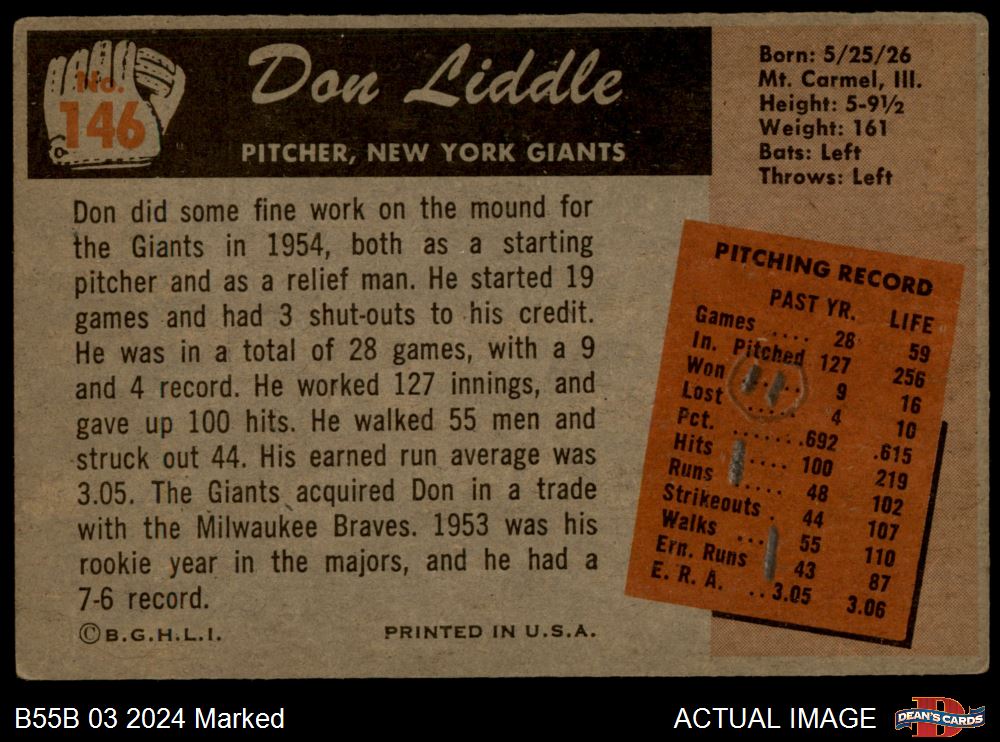 No.
146
Don Liddle
PITCHER, NEW YORK GIANTS
Born: 5/25/26
Mt. Carmel, Ill.
Height: 5-9½
Weight: 161
Bats: Left
Throws: Left
Don did some fine work on the mound for
the Giants in 1954, both as a starting
pitcher and as a relief man. He started 19
games and had 3 shut-outs to his credit.
He was in a total of 28 games, with a 9
and 4 record. He worked 127 innings, and
gave up 100 hits. He walked 55 men and
struck out 44. His earned run average was
3.05. The Giants acquired Don in a trade
with the Milwaukee Braves. 1953 was his
rookie year in the majors, and he had a
7-6 record.
©B.G.H.L.I. PRINTED IN U.S.A.
PITCHING RECORD
PAST YR. LIFE
Games .... 28 59
In. Pitched 127 256
Won .... 9 16
Lost ..... 4 10
Pct. .......692 .615
Hits .... 100 219
Runs .... 48 102
Strikeouts . 44 107
Walks ... 55 110
Ern. Runs 43 87
E. R. A. ..3.05 3.06
B55B 03 2024 Marked
ACTUAL IMAGE
D
DEAN'S CARDS